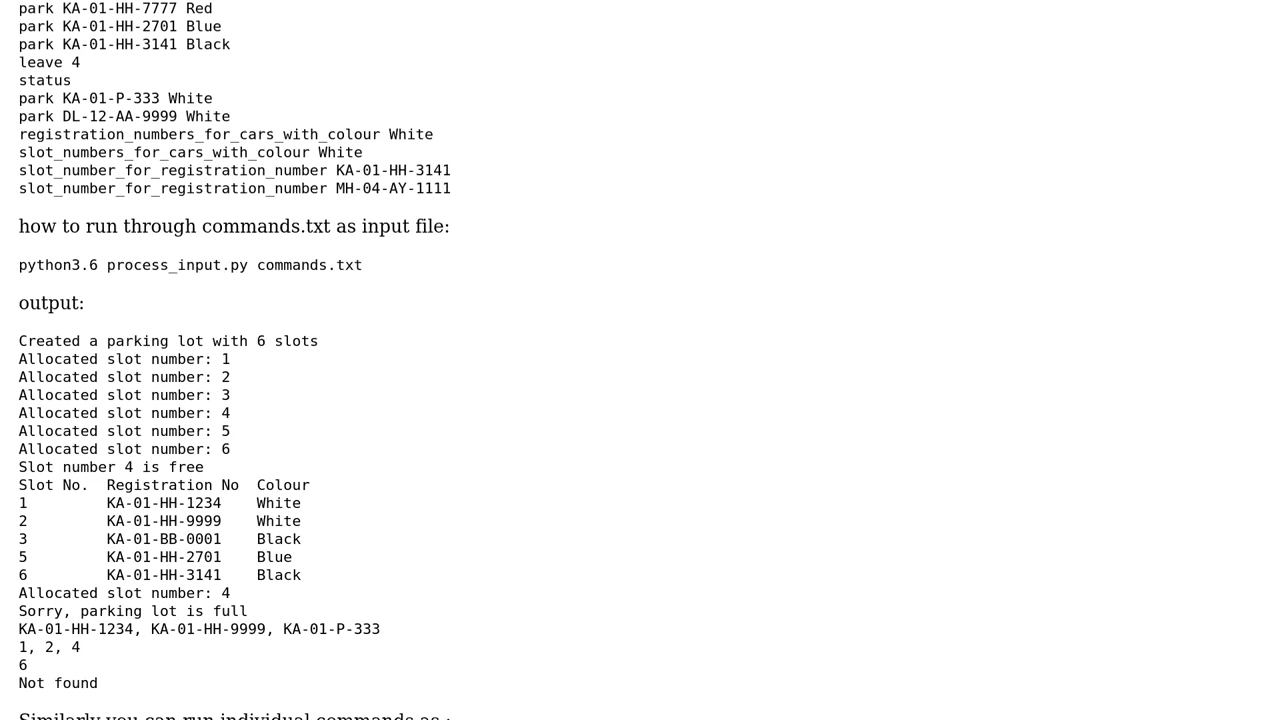 park KA-01-HH-7777 Red
park KA-01-HH-2701 Blue
park KA-01-HH-3141 Black
leave 4
status
park KA-01-P-333 White
park DL-12-AA-9999 White
registration_numbers_for_cars_with_colour White
slot_numbers_for_cars_with_colour White
slot_number_for_registration_number KA-01-HH-3141
slot_number_for_registration_number MH-04-AY-1111
how to run through commands.txt as input file:
python3.6 process_input.py commands.txt
output:
Created a parking lot with 6 slots
Allocated slot number: 1
Allocated slot number: 2
Allocated slot number: 3
Allocated slot number: 4
Allocated slot number: 5
Allocated slot number: 6
Slot number 4 is free
Slot No.  Registration No  Colour
1         KA-01-HH-1234    White
2         KA-01-HH-9999    White
3         KA-01-BB-0001    Black
5         KA-01-HH-2701    Blue
6         KA-01-HH-3141    Black
Allocated slot number: 4
Sorry, parking lot is full
KA-01-HH-1234, KA-01-HH-9999, KA-01-P-333
1, 2, 4
6
Not found
Similarly you can run individual commands as :